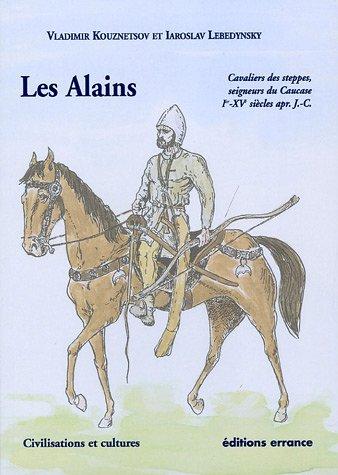 VLADIMIR KOUZNETSOV ET IAROSLAV LEBEDYNSKY
Les Alains
Cavaliers des steppes,
seigneurs du Caucase
Iᵉʳ-XVᵉ siècles apr. J.-C.
Civilisations et cultures
éditions errance